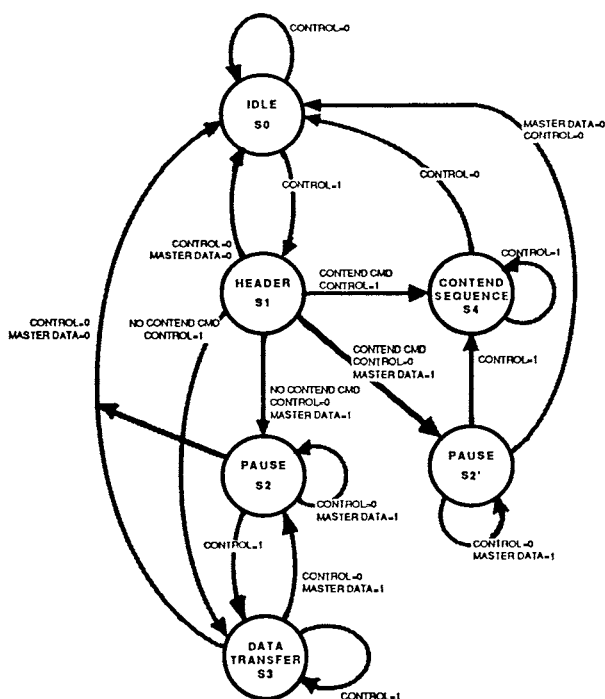 CONTROL=0
IDLE
S0
MASTER DATA=0
CONTROL=0
CONTROL=0
CONTROL=1
CONTROL=0
MASTER DATA=0
CONTROL=1
HEADER
S1
CONTEND CMD
CONTROL=1
CONTEND
SEQUENCE
S4
CONTROL=0
MASTER DATA=0
NO CONTEND CMD
CONTROL=1
CONTEND CMD
CONTROL=0
MASTER DATA=1
CONTROL=1
NO CONTEND CMD
CONTROL=0
MASTER DATA=1
PAUSE
S2
PAUSE
S2'
CONTROL=0
MASTER DATA=1
CONTROL=0
MASTER DATA=1
CONTROL=1
CONTROL=0
MASTER DATA=1
DATA
TRANSFER
S3
CONTROL=1